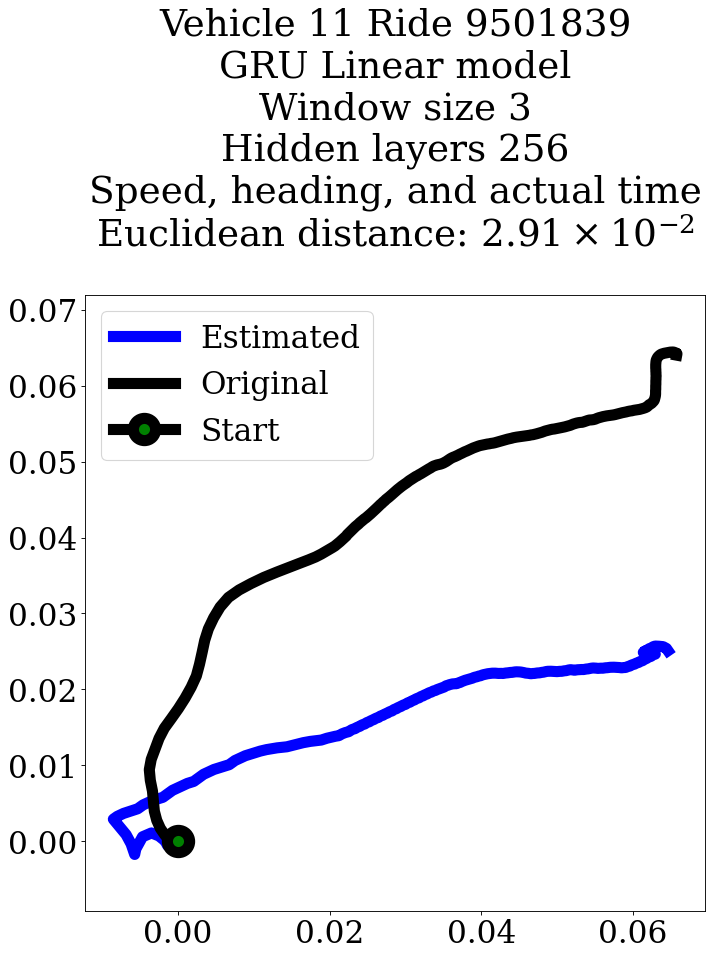 Vehicle 11 Ride 9501839
GRU Linear model
Window size 3
Hidden layers 256
Speed, heading, and actual time
Euclidean distance: 2.91 × 10⁻²
0.07
0.06
0.05
0.04
0.03
0.02
0.01
0.00
Estimated
Original
Start
0.00 0.02 0.04 0.06